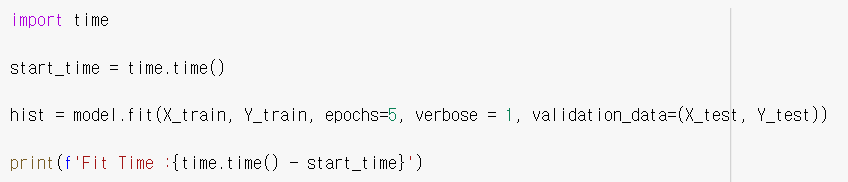 import time
start_time = time.time()
hist = model.fit(X_train, Y_train, epochs=5, verbose = 1, validation_data=(X_test, Y_test))
print(f'Fit Time :{time.time() - start_time}')